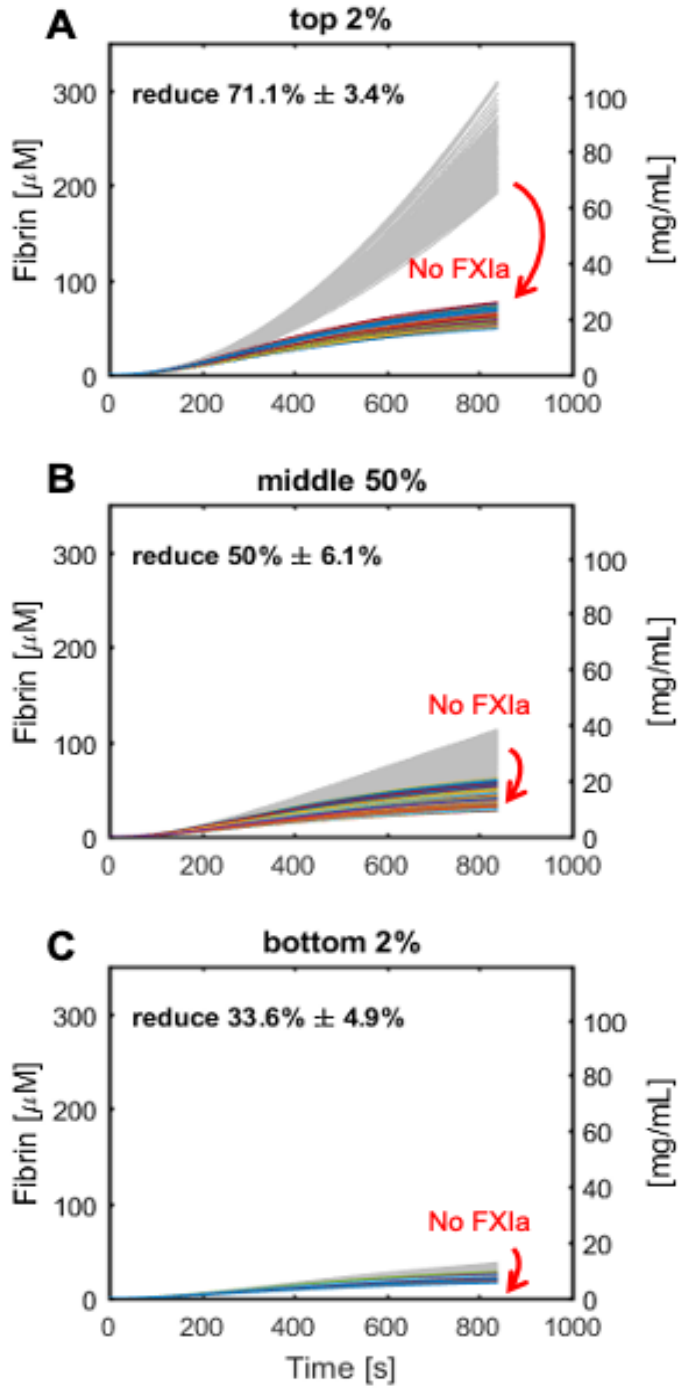 A
top 2%
reduce 71.1% ± 3.4%
Fibrin [μM]
300
200
100
0
[mg/mL]
100
80
60
40
20
0
No FXIa
0 200 400 600 800 1000
B
middle 50%
reduce 50% ± 6.1%
Fibrin [μM]
300
200
100
0
[mg/mL]
100
80
60
40
20
0
No FXIa
0 200 400 600 800 1000
C
bottom 2%
reduce 33.6% ± 4.9%
Fibrin [μM]
300
200
100
0
[mg/mL]
100
80
60
40
20
0
No FXIa
0 200 400 600 800 1000
Time [s]